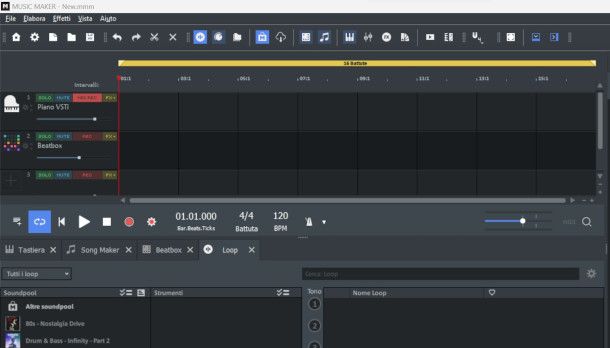 MUSIC MAKER - New.mmm
File Elabora Effetti Vista Aiuto
16 Battute
Intervalli:
01:1 03:1 05:1 07:1 09:1 11:1 13:1 15:1
1 SOLO MUTE REC FX
Piano VSTi
2 SOLO MUTE REC FX
Beatbox
3 SOLO MUTE REC FX
01.01.000 4/4 120
Bar.Beats.Ticks Battuta BPM
MIDI
Tastiera Song Maker Beatbox Loop
Tutti i loop Cerca: Loop
Soundpool Strumenti Tono Nome Loop
Altre soundpool 1
80s - Nostalgia Drive 2
Drum & Bass - Infinity - Part 2 3